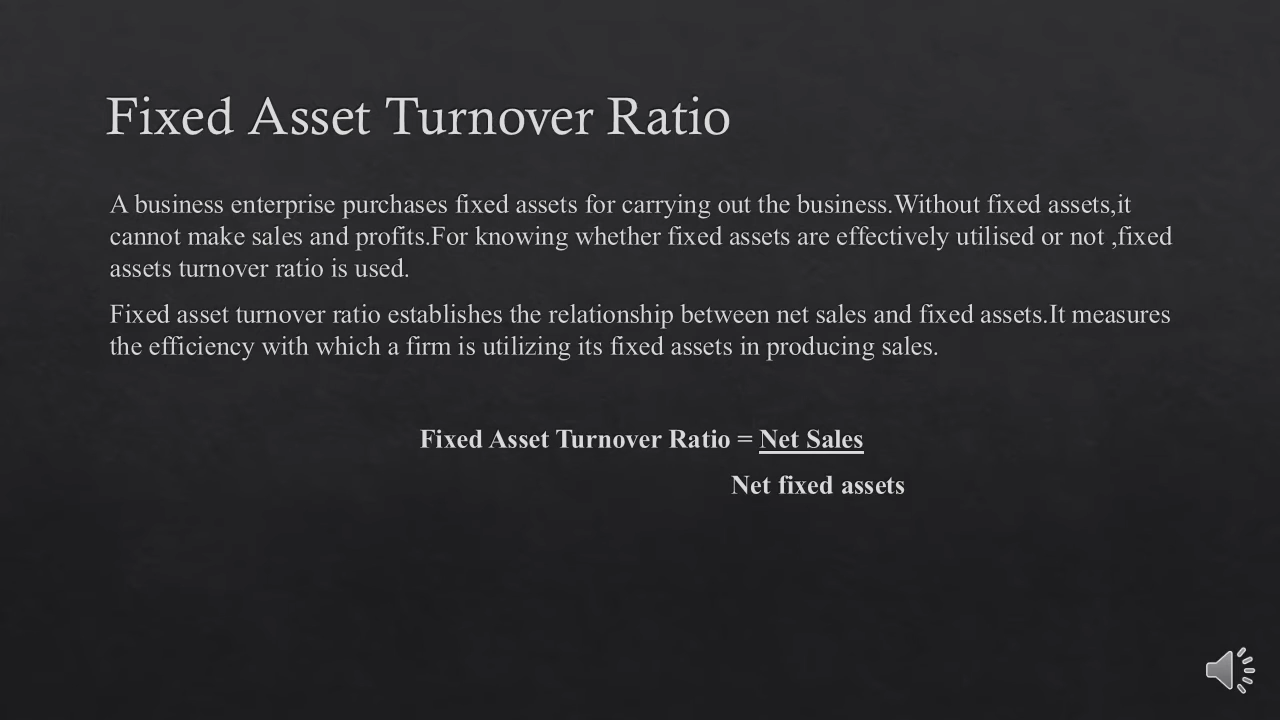 Fixed Asset Turnover Ratio
A business enterprise purchases fixed assets for carrying out the business.Without fixed assets,it
cannot make sales and profits.For knowing whether fixed assets are effectively utilised or not ,fixed
assets turnover ratio is used.
Fixed asset turnover ratio establishes the relationship between net sales and fixed assets.It measures
the efficiency with which a firm is utilizing its fixed assets in producing sales.
Fixed Asset Turnover Ratio = Net Sales
Net fixed assets